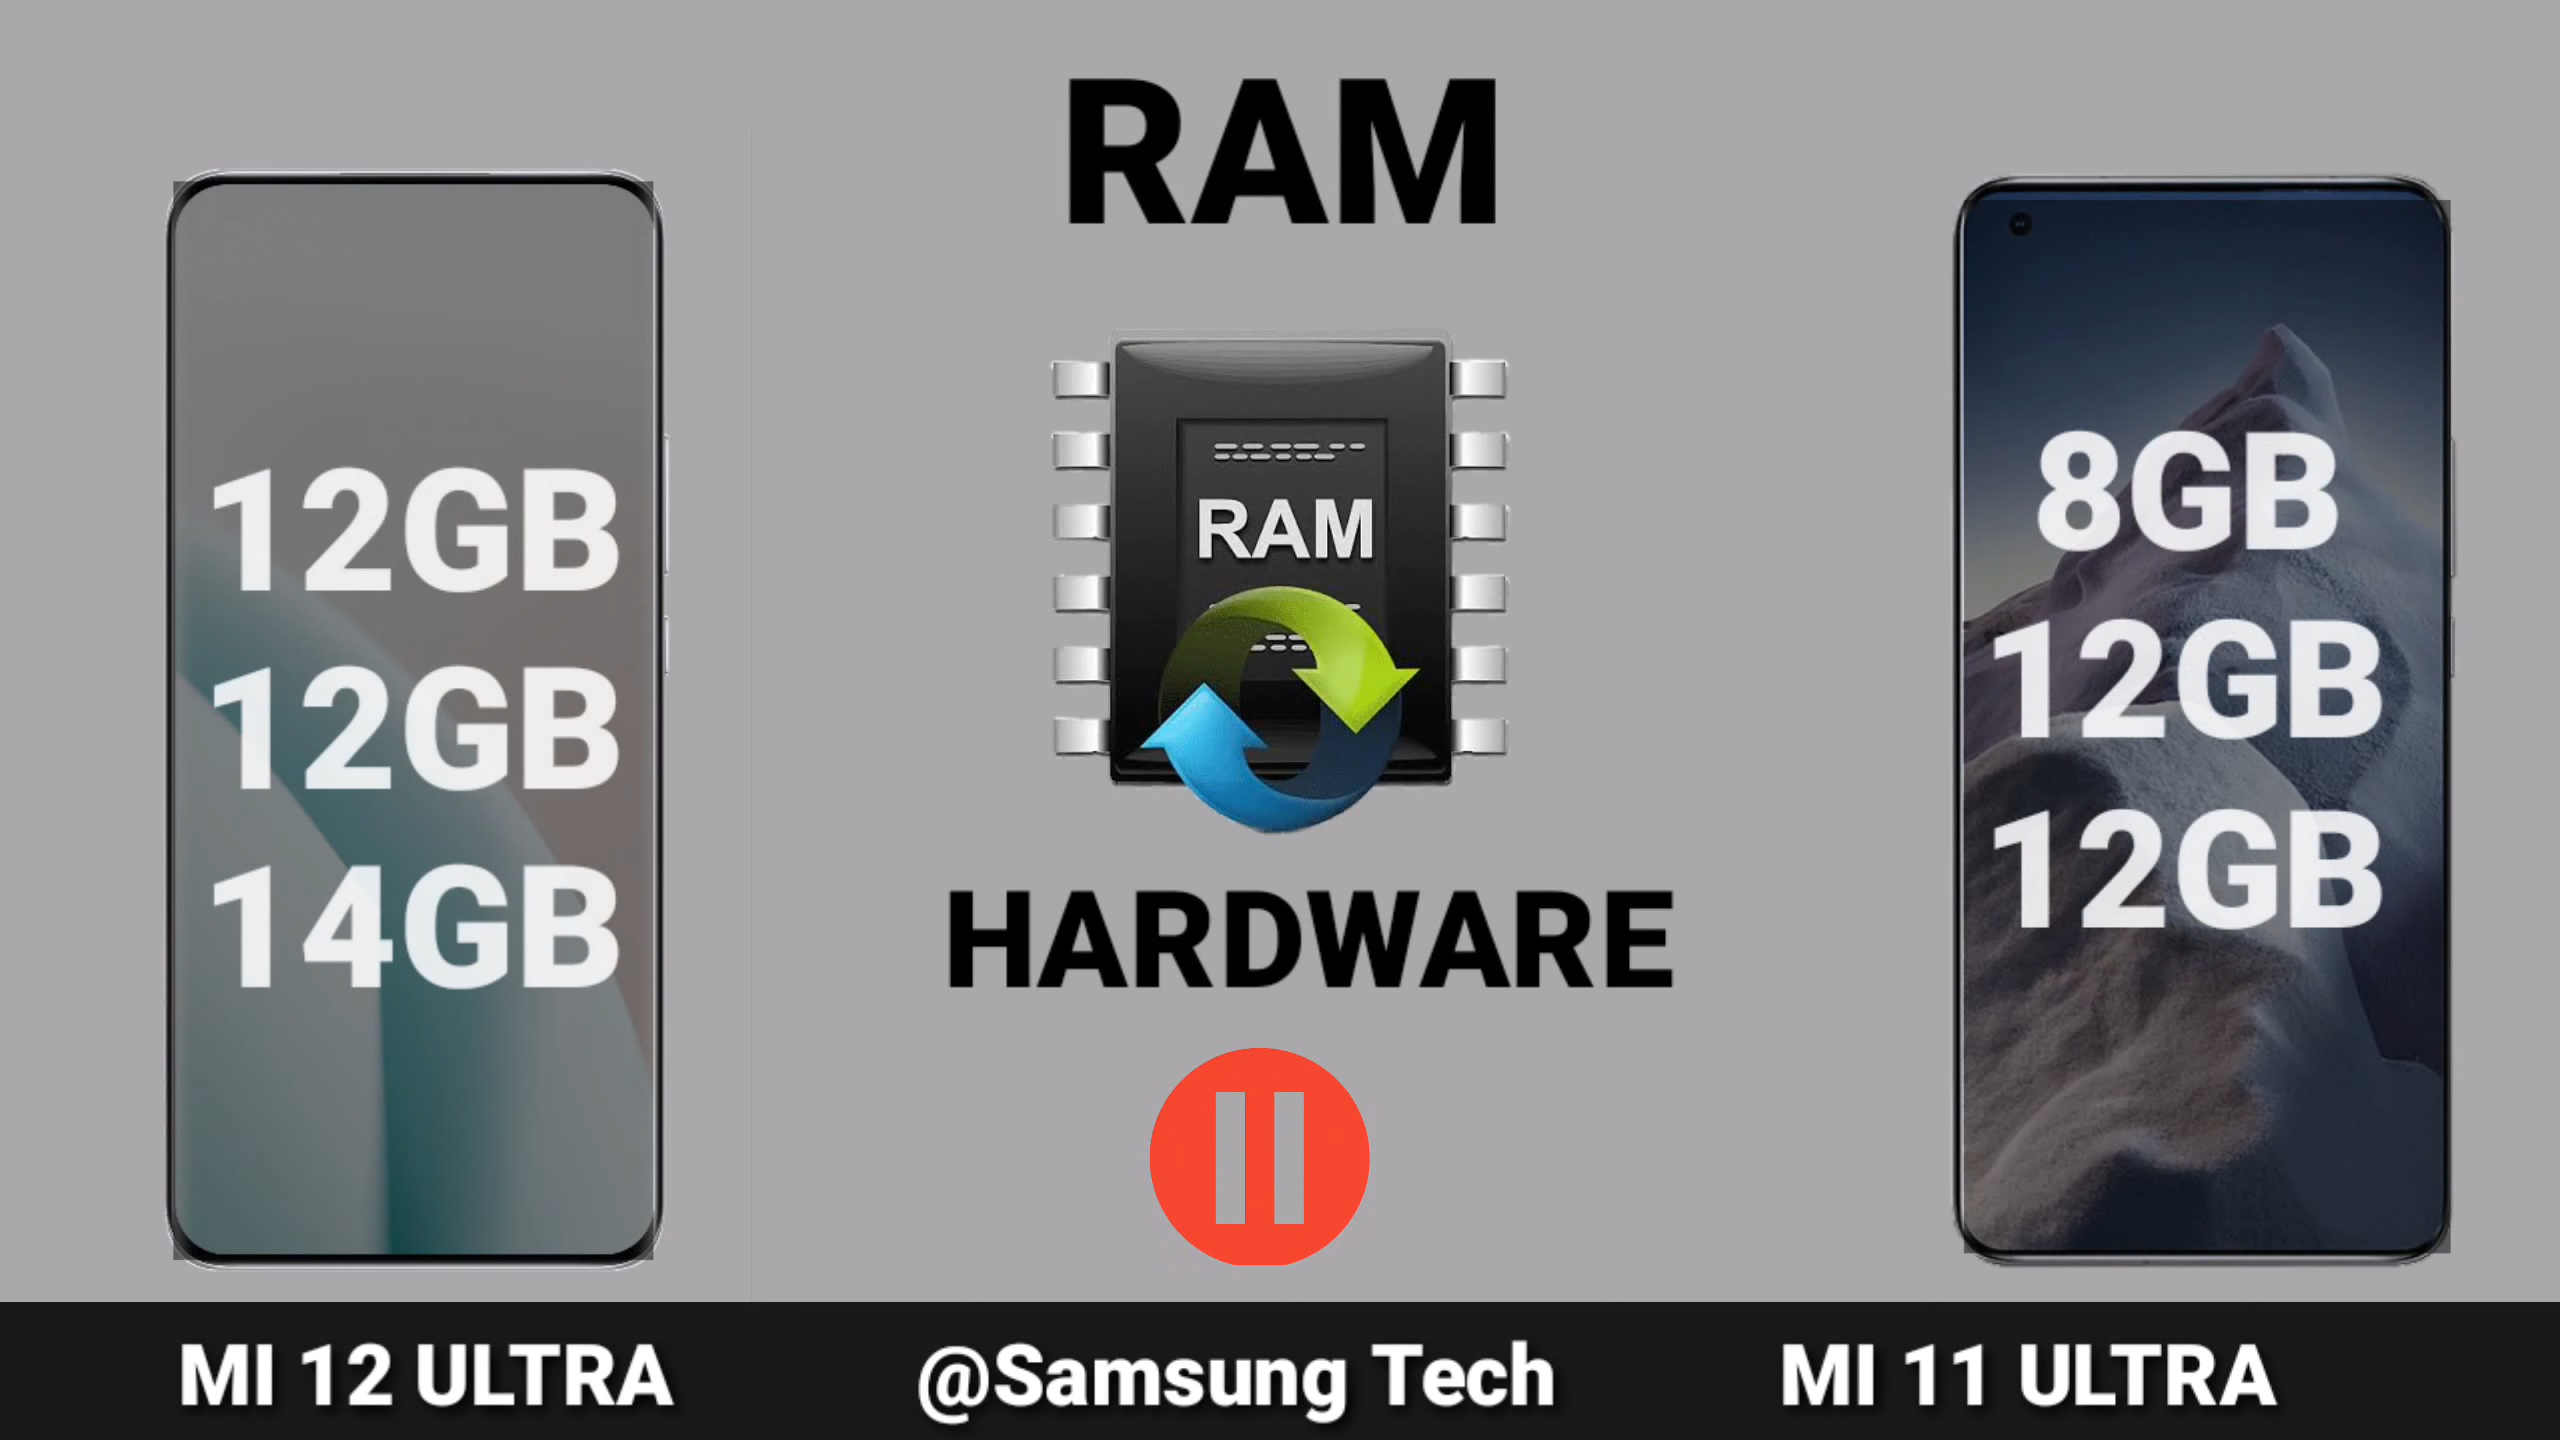 RAM
12GB
12GB
14GB
RAM
8GB
12GB
12GB
HARDWARE
MI 12 ULTRA
@Samsung Tech
MI 11 ULTRA